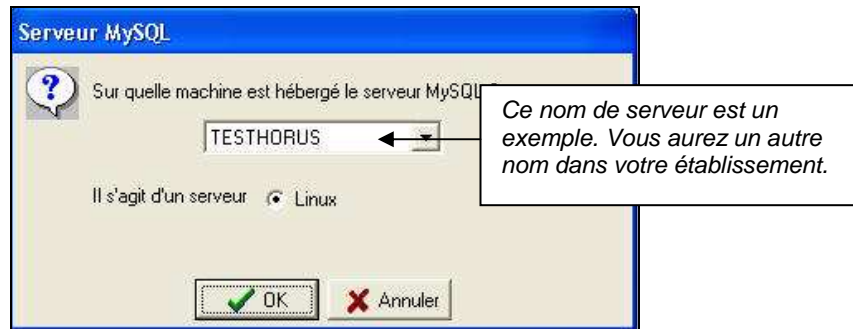 Serveur MySQL
Sur quelle machine est hébergé le serveur MySQL
TESTHORUS
Il s'agit d'un serveur Linux
OK Annuler
Ce nom de serveur est un
exemple. Vous aurez un autre
nom dans votre établissement.